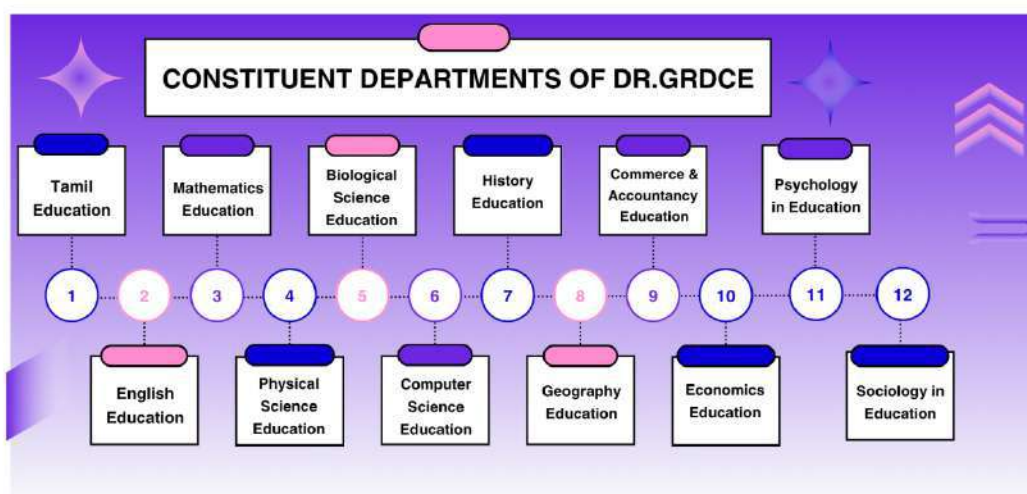 CONSTITUENT DEPARTMENTS OF DR.GRDCE
Tamil
Education
Mathematics
Education
Biological
Science
Education
History
Education
Commerce &
Accountancy
Education
Psychology
in Education
1
2
3
4
5
6
7
8
9
10
11
12
English
Education
Physical
Science
Education
Computer
Science
Education
Geography
Education
Economics
Education
Sociology in
Education